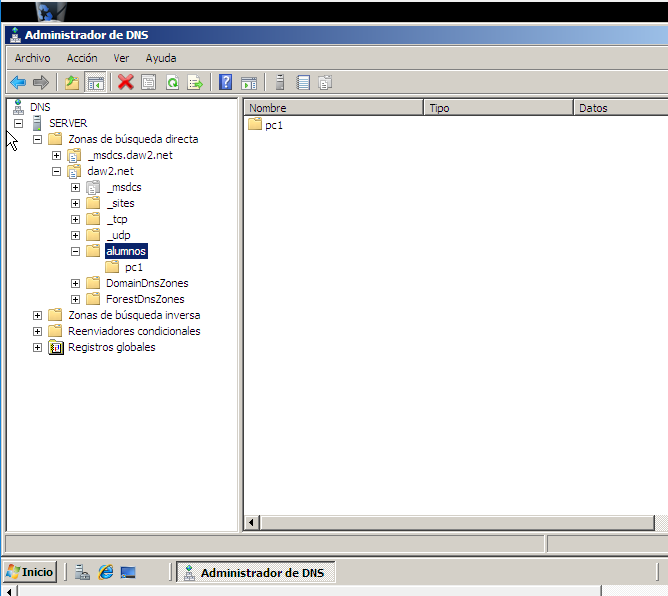 Administrador de DNS
Archivo Acción Ver Ayuda
DNS
SERVER
Zonas de búsqueda directa
_msdcs.daw2.net
daw2.net
_msdcs
_sites
_tcp
_udp
alumnos
pc1
DomainDnsZones
ForestDnsZones
Zonas de búsqueda inversa
Reenviadores condicionales
Registros globales
Nombre Tipo Datos
pc1
Inicio Administrador de DNS